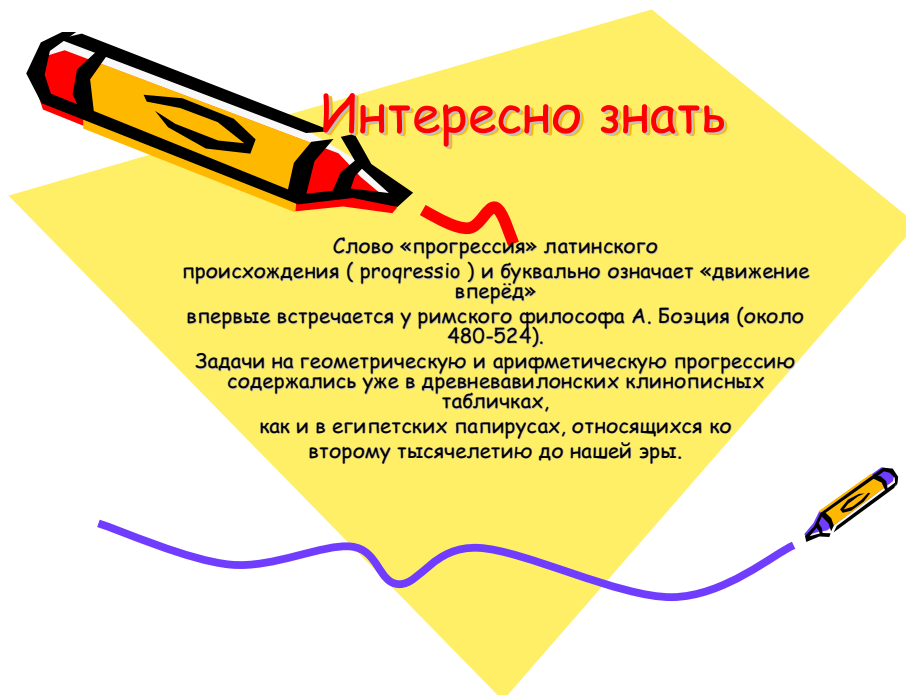 Интересно знать
Слово «прогрессия» латинского
происхождения ( proqressio ) и буквально означает «движение
вперёд»
впервые встречается у римского философа А. Боэция (около
480-524).
Задачи на геометрическую и арифметическую прогрессию
содержались уже в древневавилонских клинописных
табличках,
как и в египетских папирусах, относящихся ко
второму тысячелетию до нашей эры.